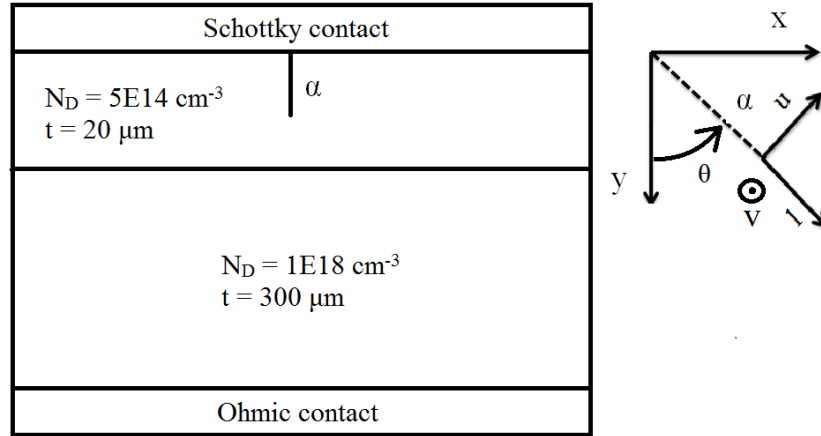 Schottky contact
α
N_D = 5E14 cm⁻³
t = 20 μm
N_D = 1E18 cm⁻³
t = 300 μm
Ohmic contact
x
α
u
y
θ
v
l